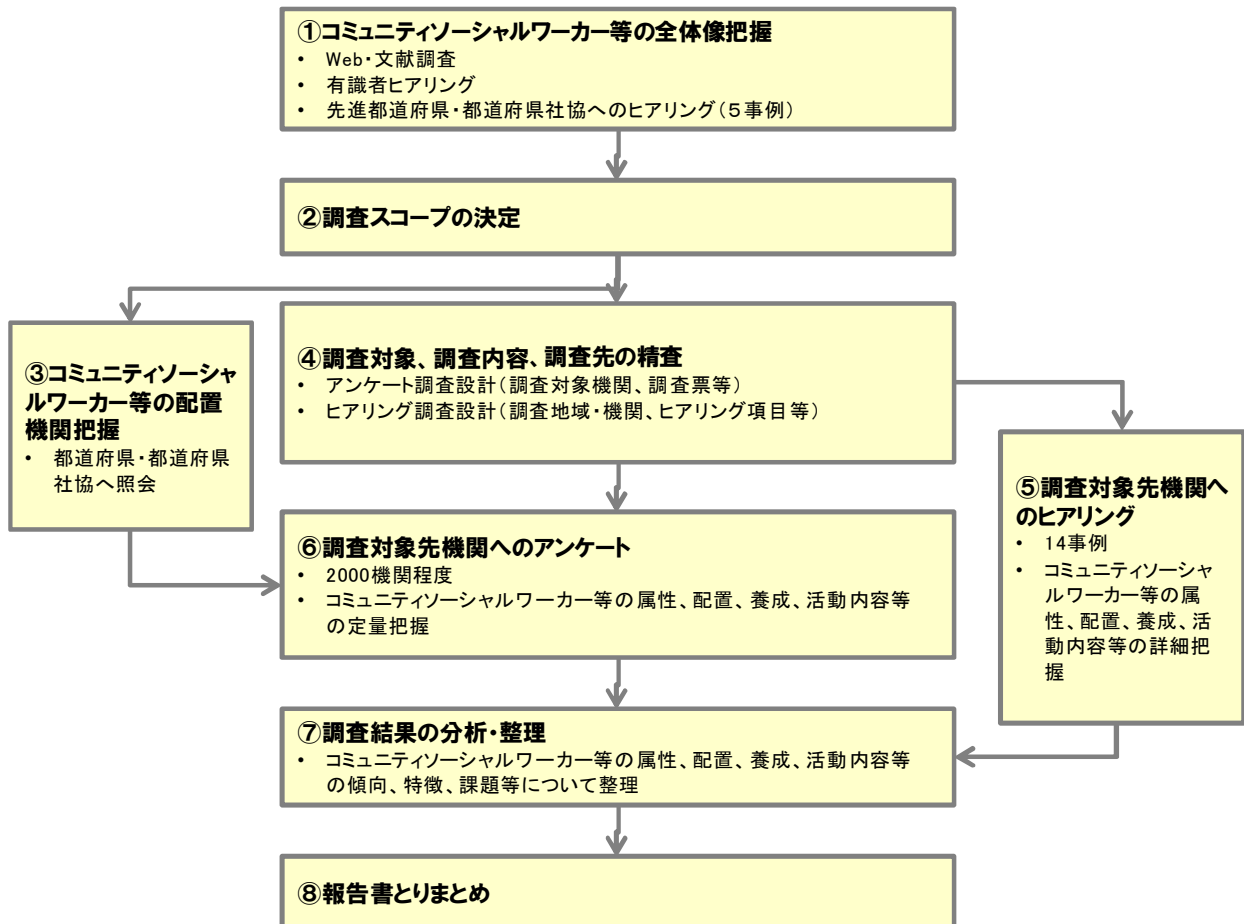 ①コミュニティソーシャルワーカー等の全体像把握
• Web・文献調査
• 有識者ヒアリング
• 先進都道府県・都道府県社協へのヒアリング(5事例)
②調査スコープの決定
③コミュニティソーシャ
ルワーカー等の配置
機関把握
• 都道府県・都道府県
社協へ照会
④調査対象、調査内容、調査先の精査
• アンケート調査設計(調査対象機関、調査票等)
• ヒアリング調査設計(調査地域・機関、ヒアリング項目等)
⑤調査対象先機関へ
のヒアリング
• 14事例
• コミュニティソーシャ
ルワーカー等の属
性、配置、養成、活
動内容等の詳細把
握
⑥調査対象先機関へのアンケート
• 2000機関程度
• コミュニティソーシャルワーカー等の属性、配置、養成、活動内容等
の定量把握
⑦調査結果の分析・整理
• コミュニティソーシャルワーカー等の属性、配置、養成、活動内容等
の傾向、特徴、課題等について整理
⑧報告書とりまとめ